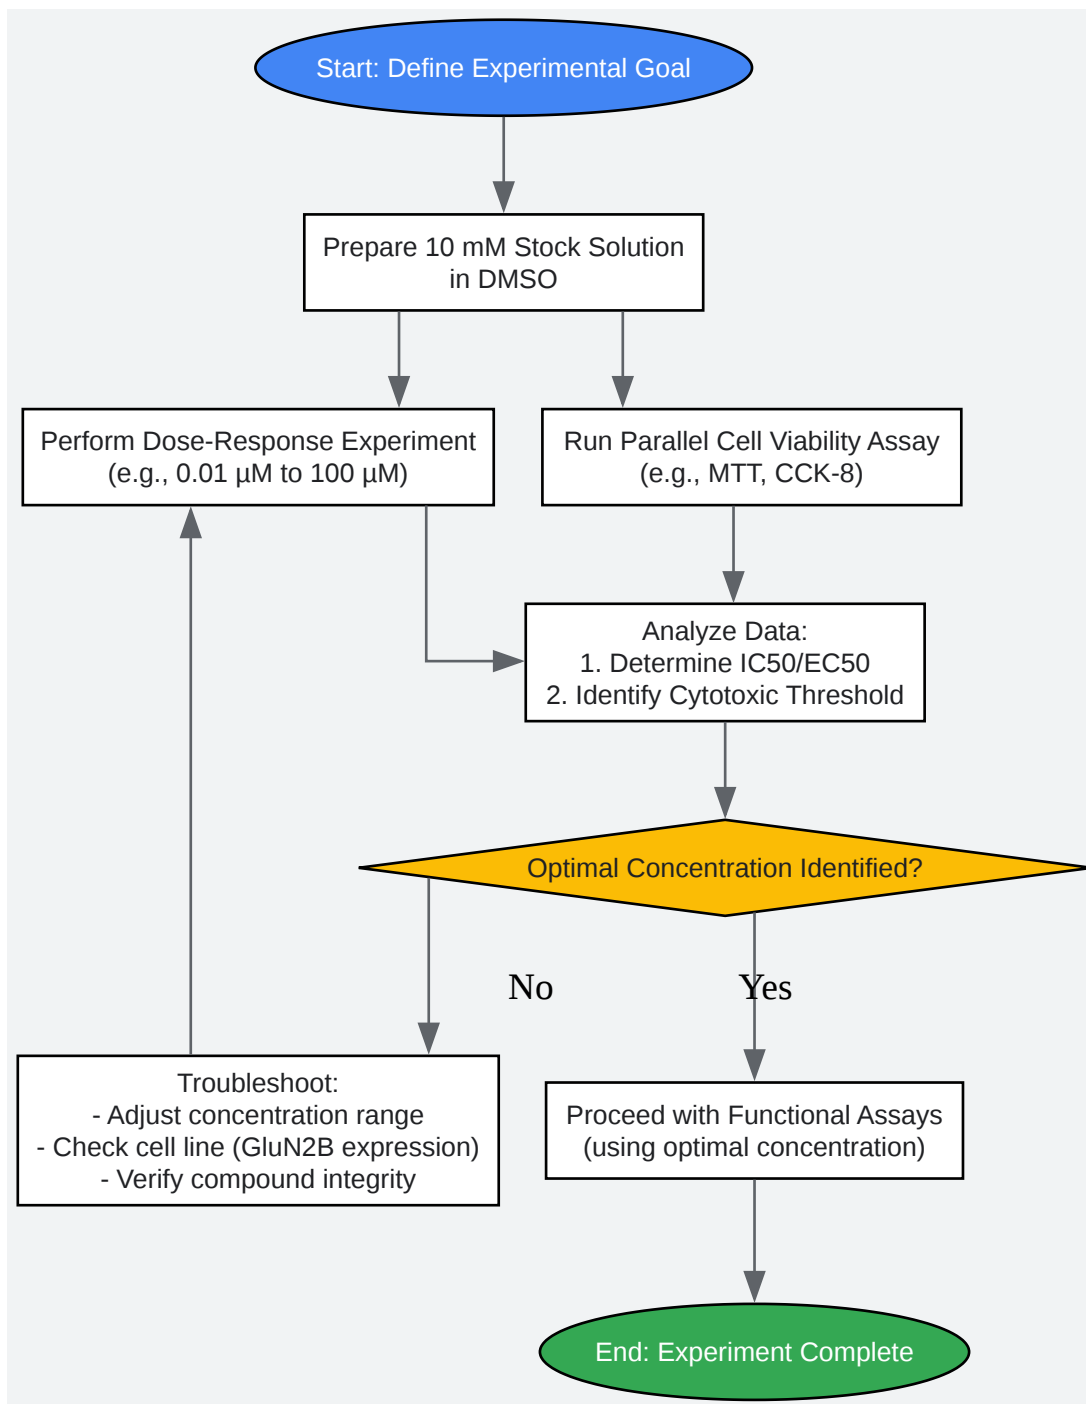 Start: Define Experimental Goal
Prepare 10 mM Stock Solution
in DMSO
Perform Dose-Response Experiment
(e.g., 0.01 µM to 100 µM)
Run Parallel Cell Viability Assay
(e.g., MTT, CCK-8)
Analyze Data:
1. Determine IC50/EC50
2. Identify Cytotoxic Threshold
Optimal Concentration Identified?
No
Yes
Troubleshoot:
- Adjust concentration range
- Check cell line (GluN2B expression)
- Verify compound integrity
Proceed with Functional Assays
(using optimal concentration)
End: Experiment Complete